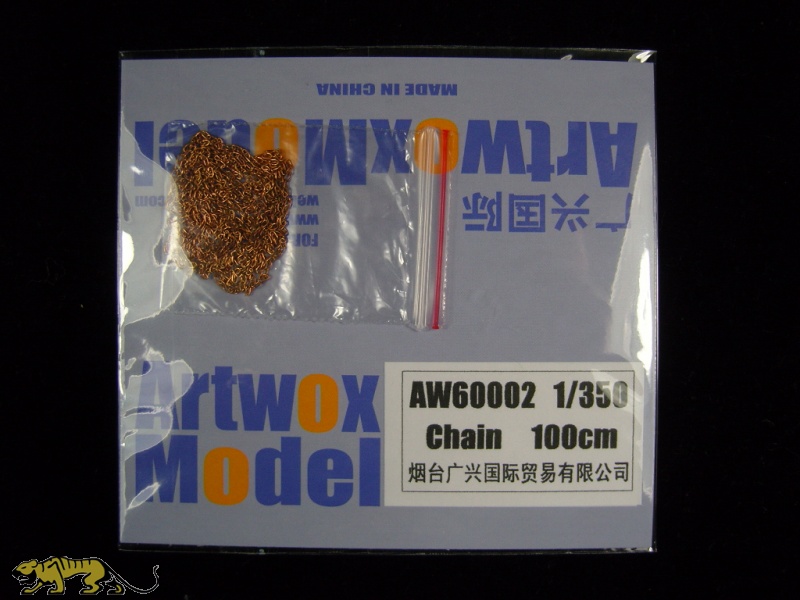 MADE IN CHINA
ArtwoxModel
广兴国际
Artwox
Model
AW60002 1/350
Chain 100cm
烟台广兴国际贸易有限公司